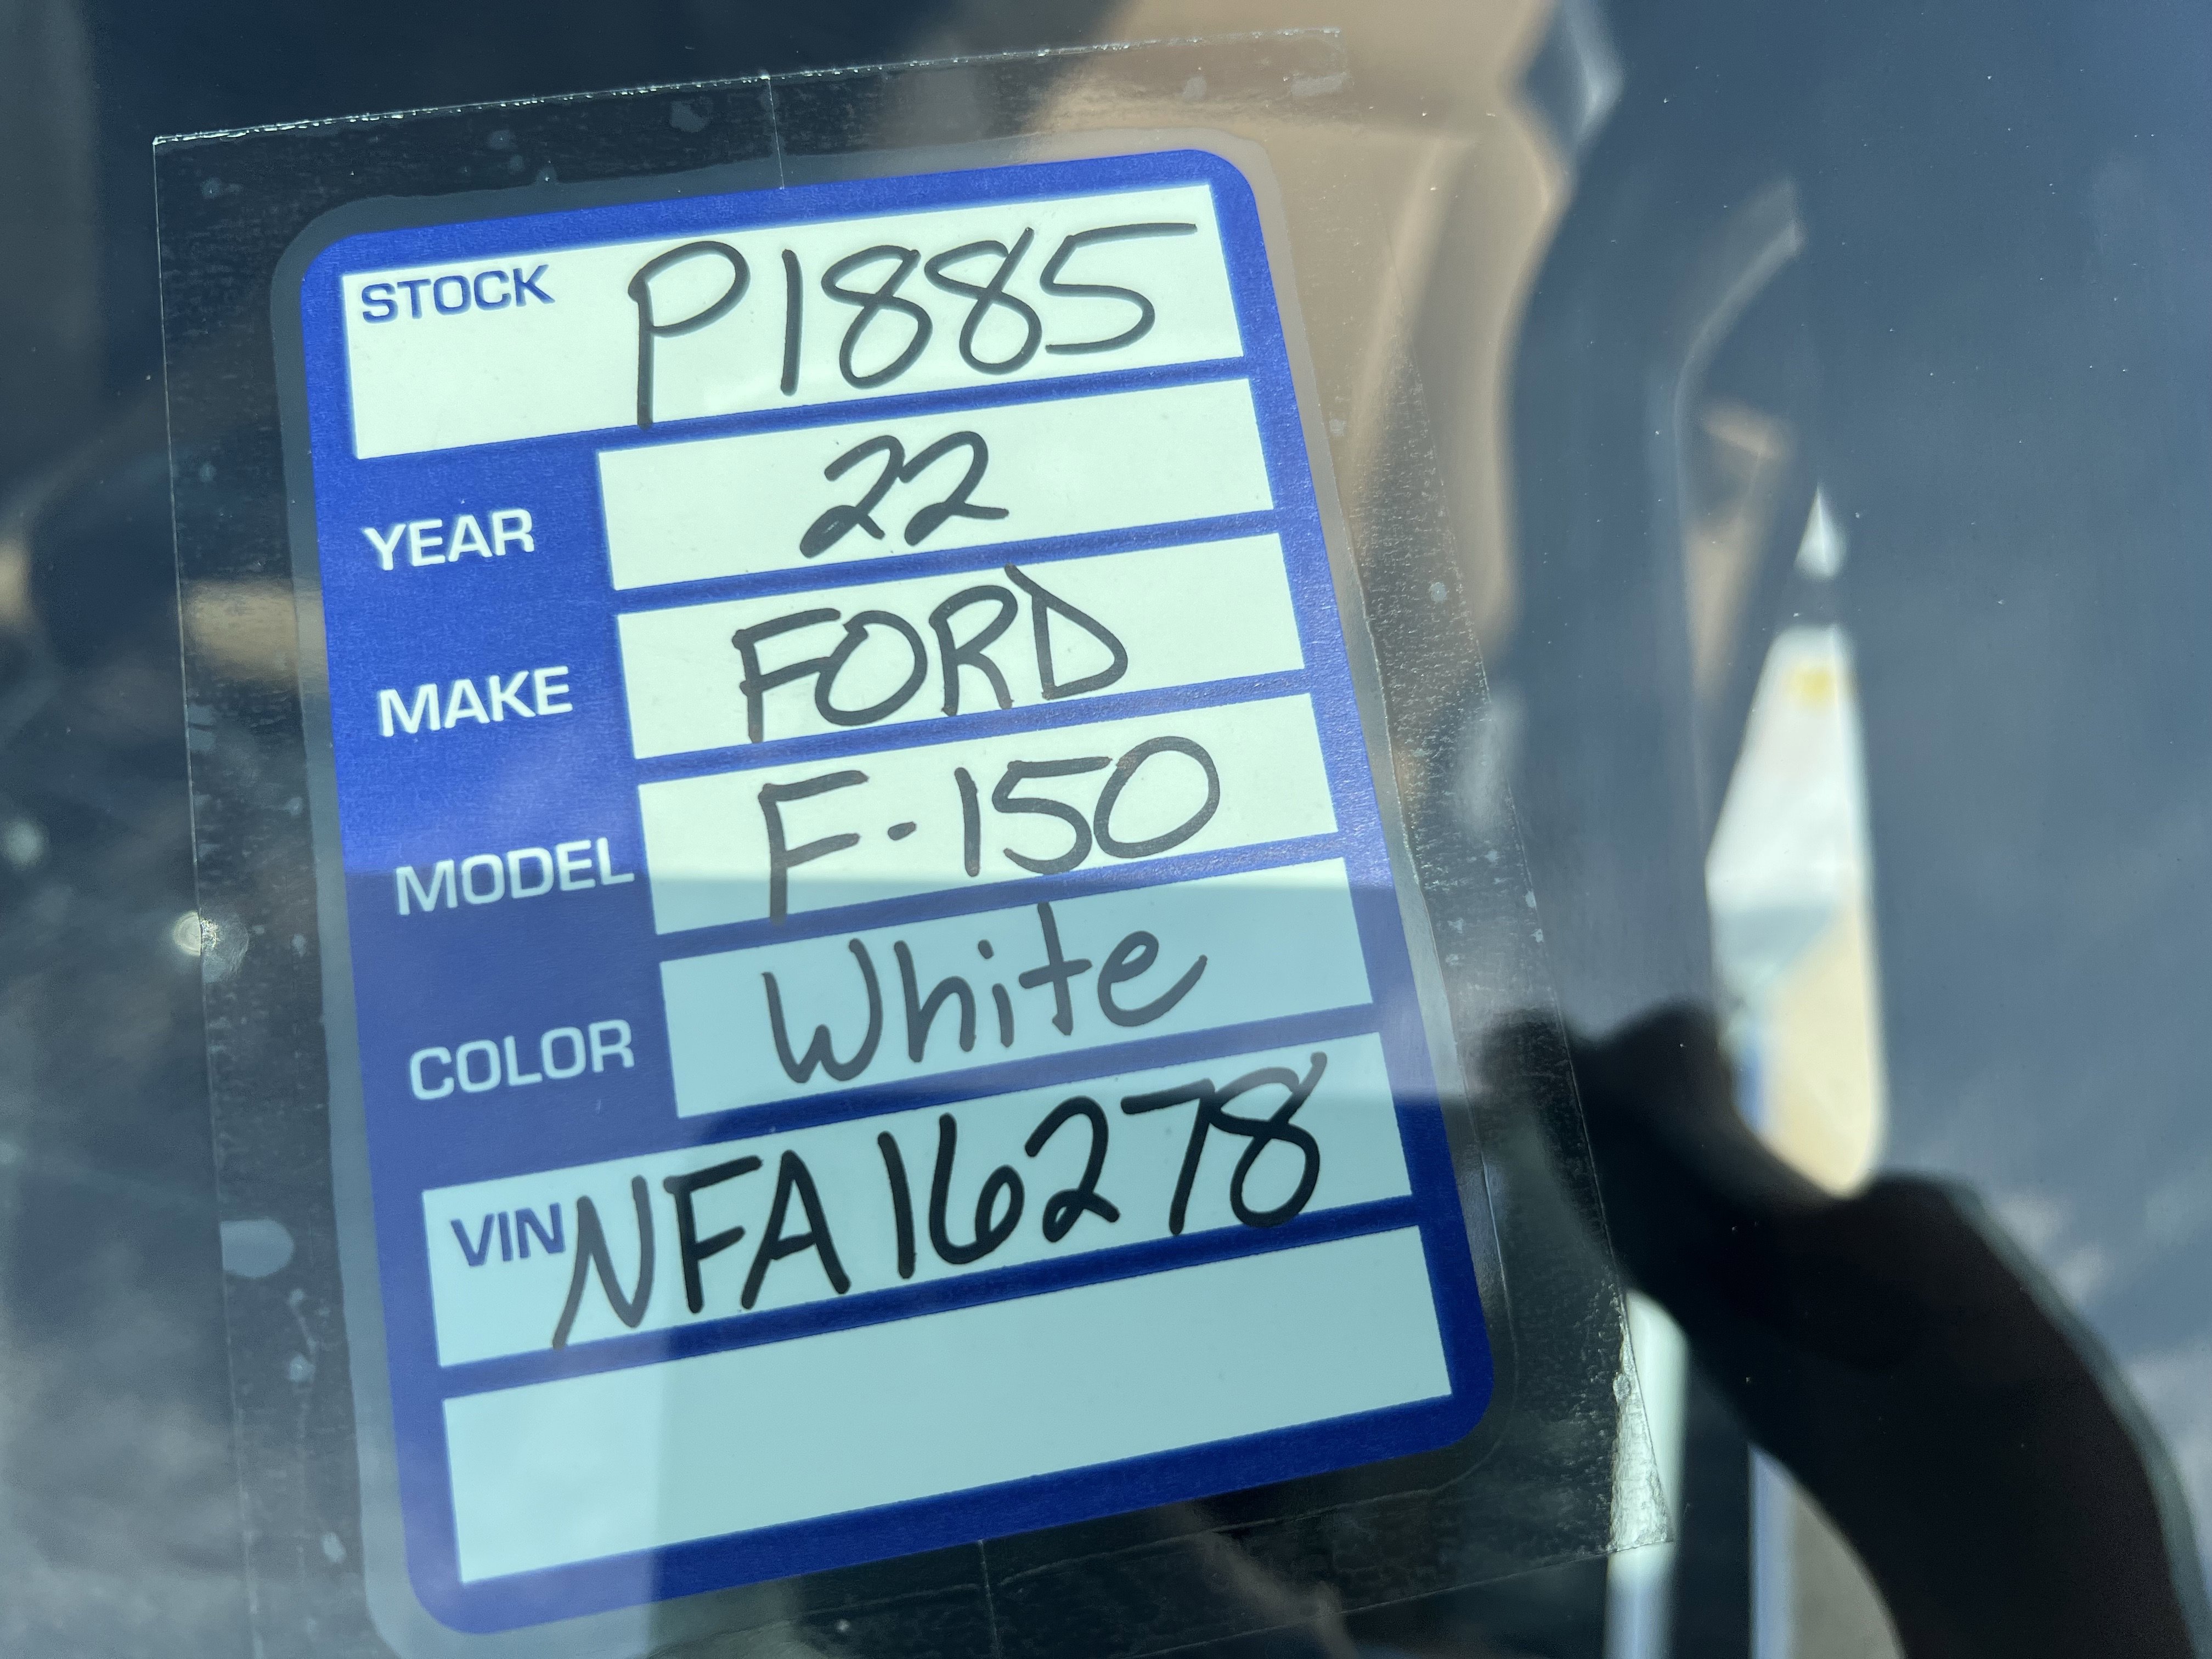 STOCK P1885
YEAR 22
MAKE FORD
MODEL F-150
COLOR White
VIN NFA16278